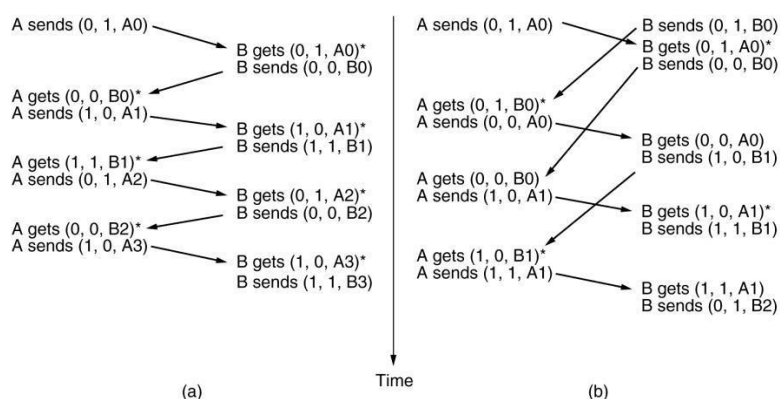 A sends (0, 1, A0)
B gets (0, 1, A0)*
B sends (0, 0, B0)
A gets (0, 0, B0)*
A sends (1, 0, A1)
B gets (1, 0, A1)*
B sends (1, 1, B1)
A gets (1, 1, B1)*
A sends (0, 1, A2)
B gets (0, 1, A2)*
B sends (0, 0, B2)
A gets (0, 0, B2)*
A sends (1, 0, A3)
B gets (1, 0, A3)*
B sends (1, 1, B3)
(a)
Time
A sends (0, 1, A0)
B sends (0, 1, B0)
B gets (0, 1, A0)*
B sends (0, 0, B0)
A gets (0, 1, B0)*
A sends (0, 0, A0)
B gets (0, 0, A0)
B sends (1, 0, B1)
A gets (0, 0, B0)
A sends (1, 0, A1)
B gets (1, 0, A1)*
B sends (1, 1, B1)
A gets (1, 0, B1)*
A sends (1, 1, A1)
B gets (1, 1, A1)
B sends (0, 1, B2)
(b)